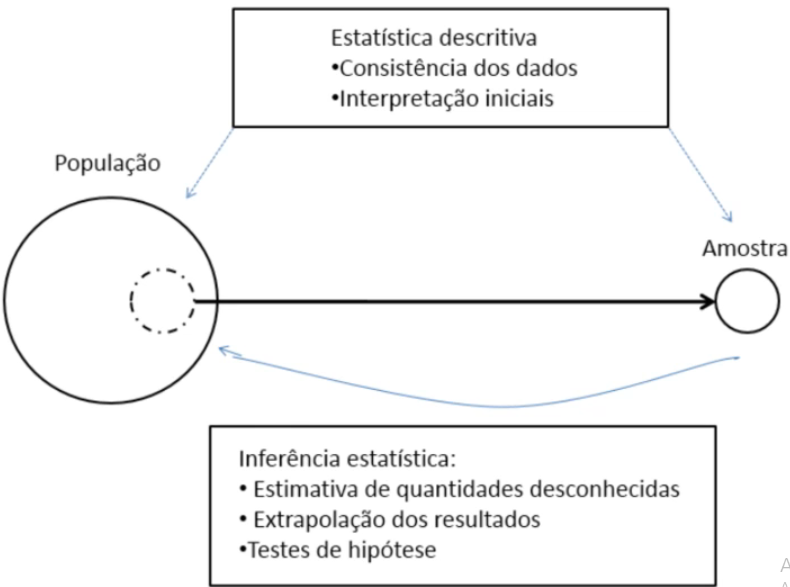 Estatística descritiva
•Consistência dos dados
•Interpretação iniciais
População
Amostra
Inferência estatística:
• Estimativa de quantidades desconhecidas
• Extrapolação dos resultados
•Testes de hipótese